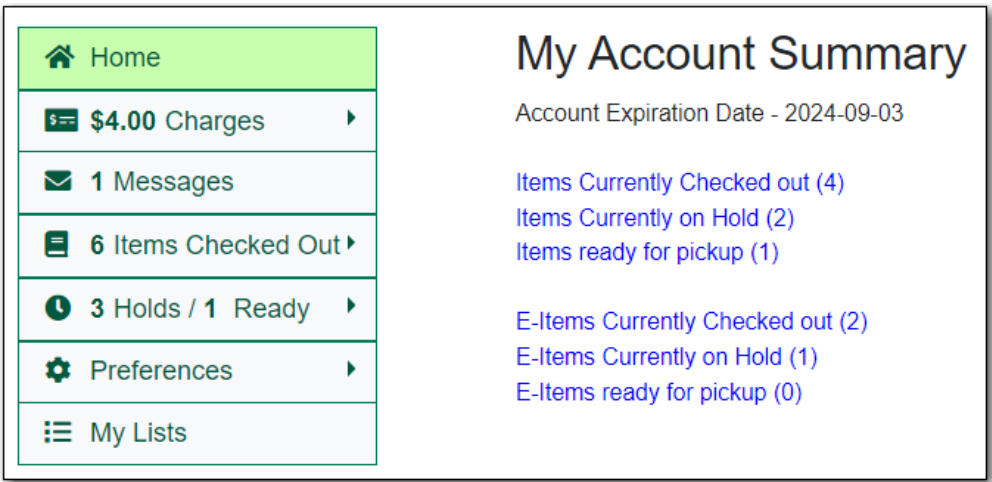 Home
$4.00 Charges
1 Messages
6 Items Checked Out
3 Holds / 1 Ready
Preferences
My Lists
My Account Summary
Account Expiration Date - 2024-09-03
Items Currently Checked out (4)
Items Currently on Hold (2)
Items ready for pickup (1)
E-Items Currently Checked out (2)
E-Items Currently on Hold (1)
E-Items ready for pickup (0)